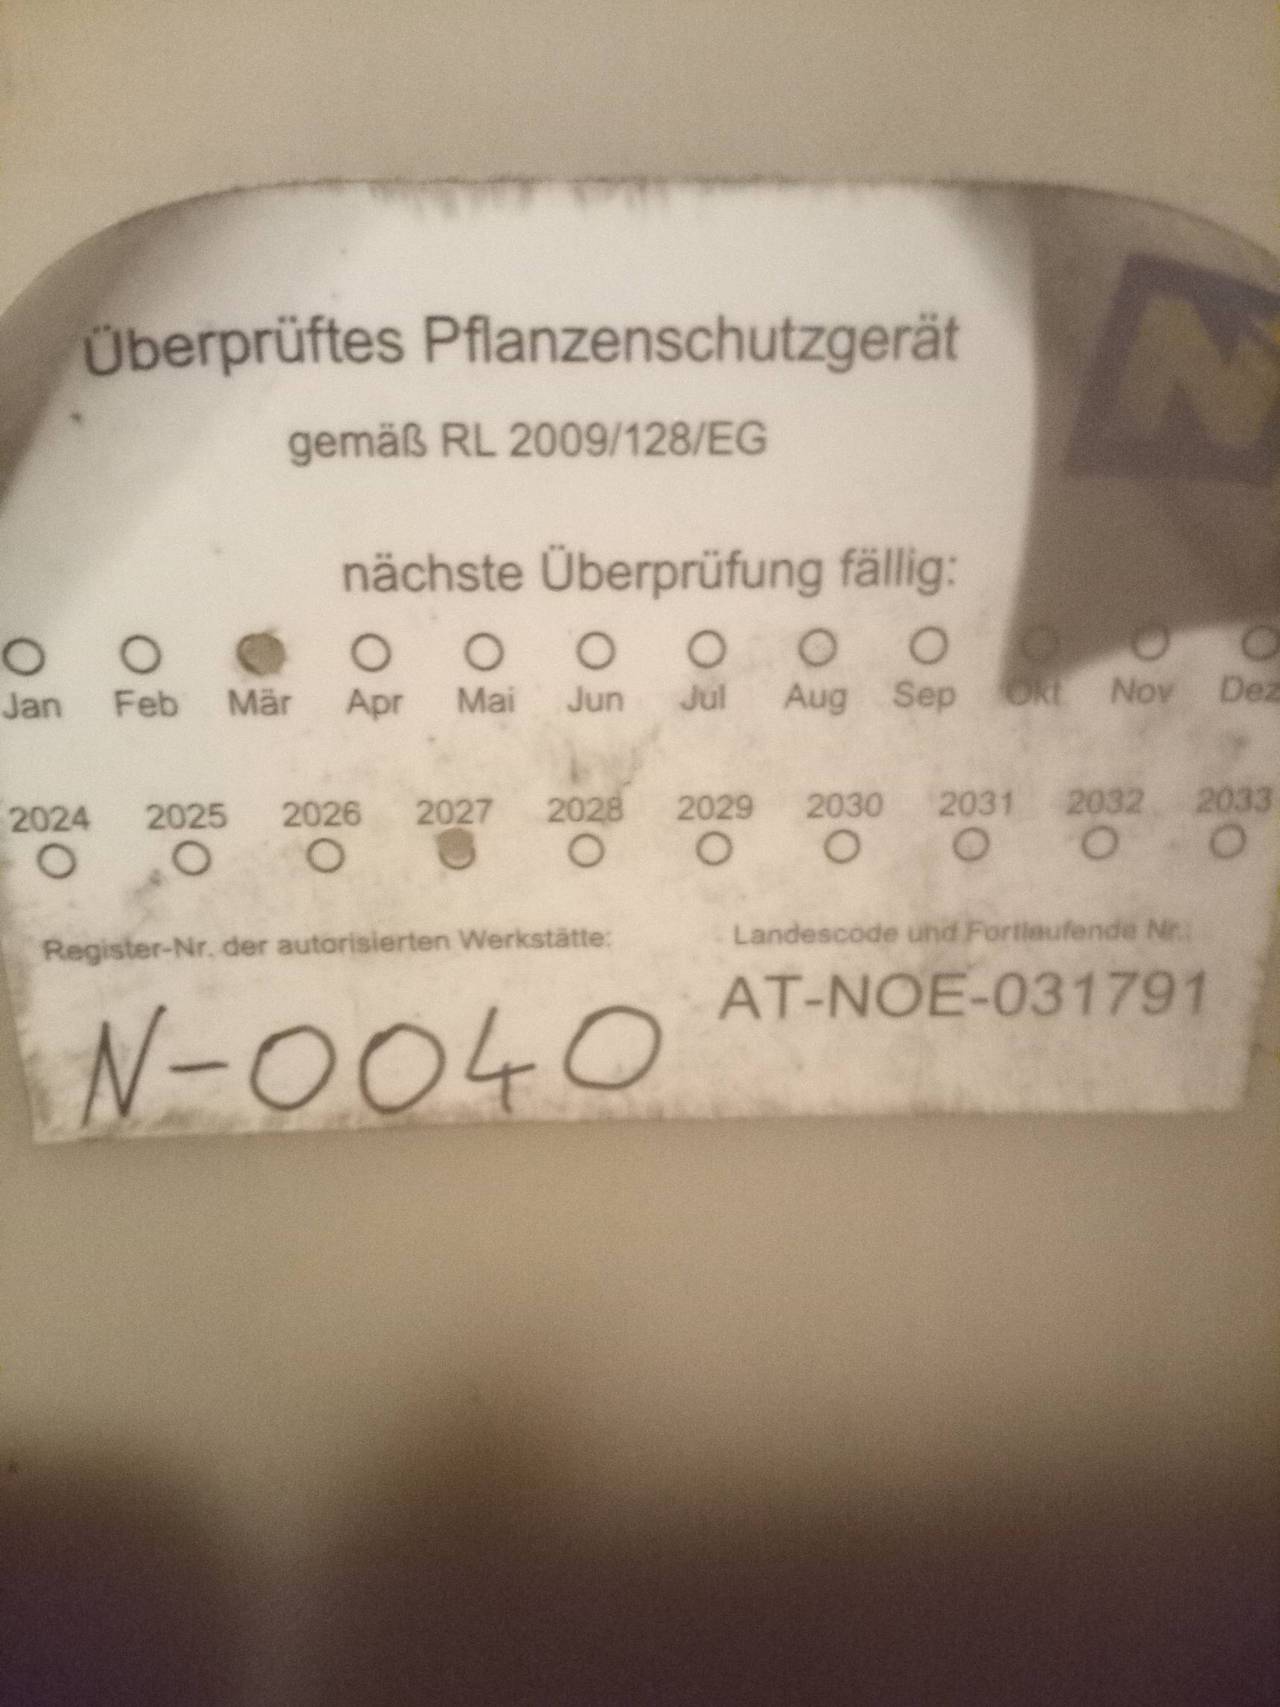 Überprüftes Pflanzenschutzgerät
gemäß RL 2009/128/EG
nächste Überprüfung fällig:
Jan Feb Mär Apr Mai Jun Jul Aug Sep Okt Nov Dez
2024 2025 2026 2027 2028 2029 2030 2031 2032 2033
Register-Nr. der autorisierten Werkstätte: Landescode und Fortlaufende Nr.:
N-0040 AT-NOE-031791